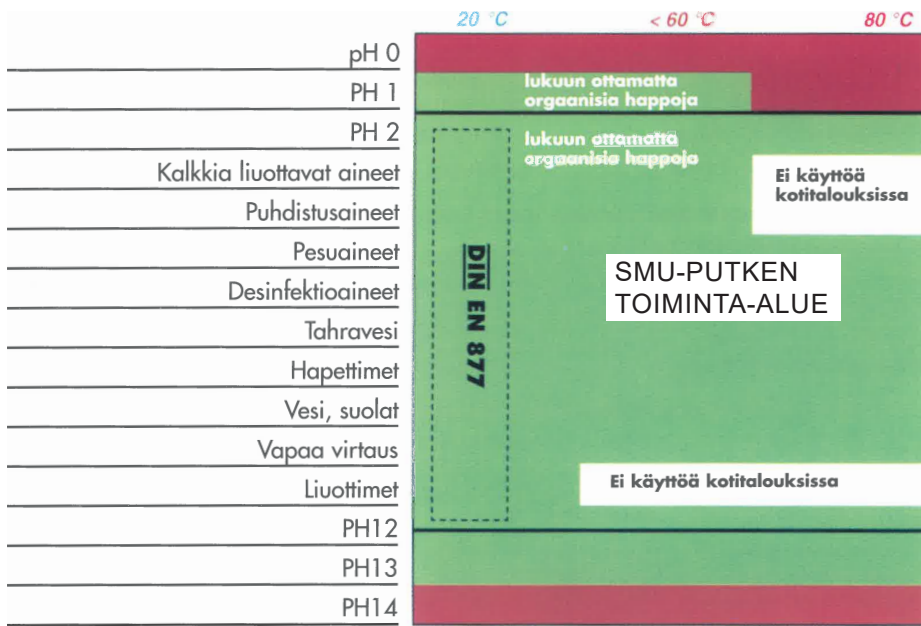 20 °C < 60 °C 80 °C
pH 0
PH 1
lukuun ottamatta
orgaanisia happoja
PH 2
lukuun ottamatta
orgaanisia happoja
Kalkkia liuottavat aineet
Ei käyttöä
kotitalouksissa
Puhdistusaineet
Pesuaineet
Desinfektioaineet
SMU-PUTKEN
TOIMINTA-ALUE
DIN EN 877
Tahravesi
Hapettimet
Vesi, suolat
Vapaa virtaus
Liuottimet
Ei käyttöä kotitalouksissa
PH12
PH13
PH14